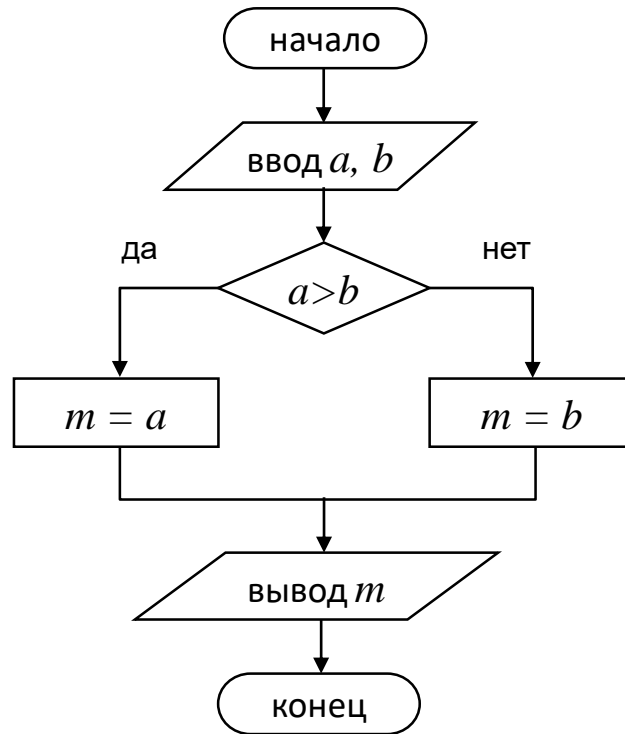 начало
ввод a, b
да
нет
a>b
m = a
m = b
вывод m
конец